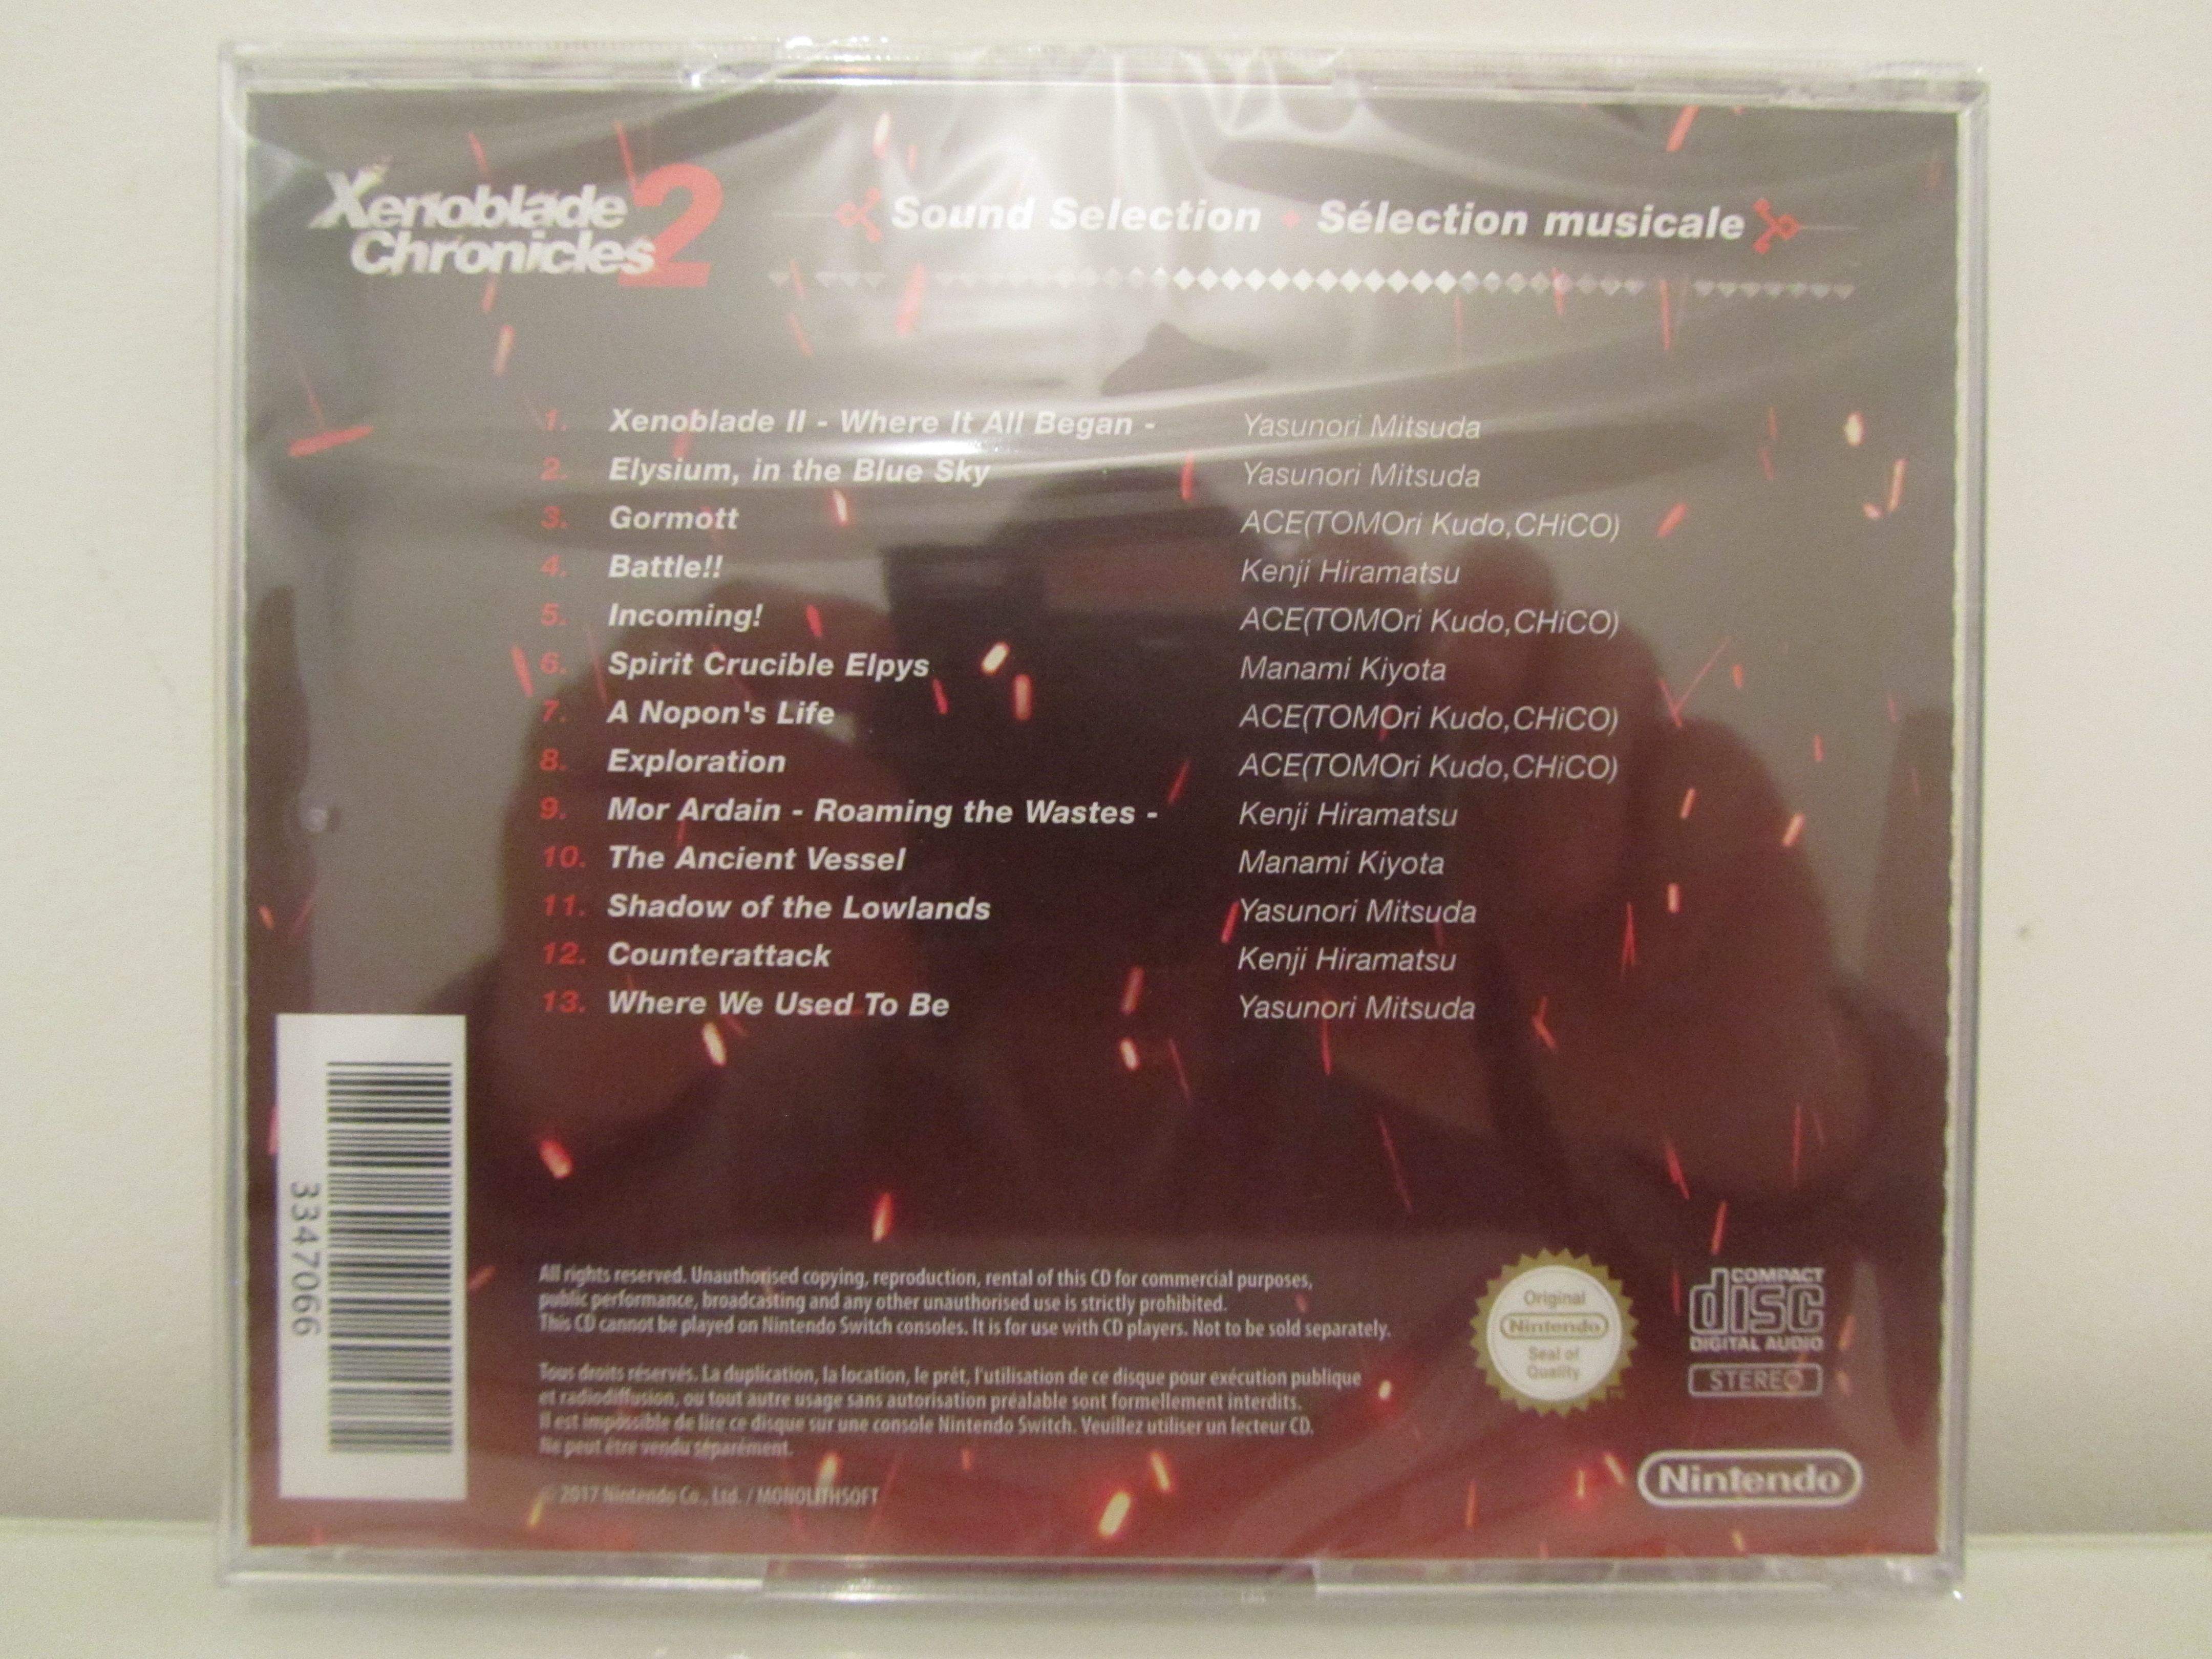 Xenoblade Chronicles 2
Sound Selection • Sélection musicale
1. Xenoblade II - Where It All Began - Yasunori Mitsuda
2. Elysium, in the Blue Sky Yasunori Mitsuda
3. Gormott ACE(TOMOri Kudo,CHiCO)
4. Battle!! Kenji Hiramatsu
5. Incoming! ACE(TOMOri Kudo,CHiCO)
6. Spirit Crucible Elpys Manami Kiyota
7. A Nopon's Life ACE(TOMOri Kudo,CHiCO)
8. Exploration ACE(TOMOri Kudo,CHiCO)
9. Mor Ardain - Roaming the Wastes - Kenji Hiramatsu
10. The Ancient Vessel Manami Kiyota
11. Shadow of the Lowlands Yasunori Mitsuda
12. Counterattack Kenji Hiramatsu
13. Where We Used To Be Yasunori Mitsuda
3347066
All rights reserved. Unauthorised copying, reproduction, rental of this CD for commercial purposes,
public performance, broadcasting and any other unauthorised use is strictly prohibited.
This CD cannot be played on Nintendo Switch consoles. It is for use with CD players. Not to be sold separately.
Tous droits réservés. La duplication, la location, le prêt, l'utilisation de ce disque pour exécution publique
et radiodiffusion, ou tout autre usage sans autorisation préalable sont formellement interdits.
Il est impossible de lire ce disque sur une console Nintendo Switch. Veuillez utiliser un lecteur CD.
Ne peut être vendu séparément.
© 2017 Nintendo Co., Ltd. / MONOLITHSOFT
Original
Nintendo
Seal of
Quality
COMPACT
disc
DIGITAL AUDIO
STEREO
Nintendo